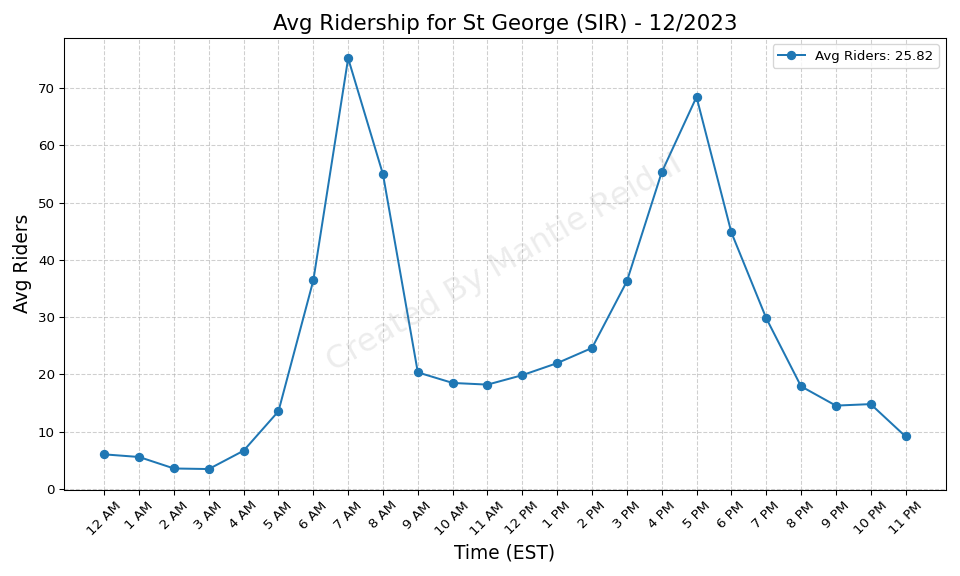 Avg Ridership for St George (SIR) - 12/2023
Avg Riders: 25.82
Avg Riders
70
60
50
40
30
20
10
0
Created By Mantle Reid II
12 AM
1 AM
2 AM
3 AM
4 AM
5 AM
6 AM
7 AM
8 AM
9 AM
10 AM
11 AM
12 PM
1 PM
2 PM
3 PM
4 PM
5 PM
6 PM
7 PM
8 PM
9 PM
10 PM
11 PM
Time (EST)